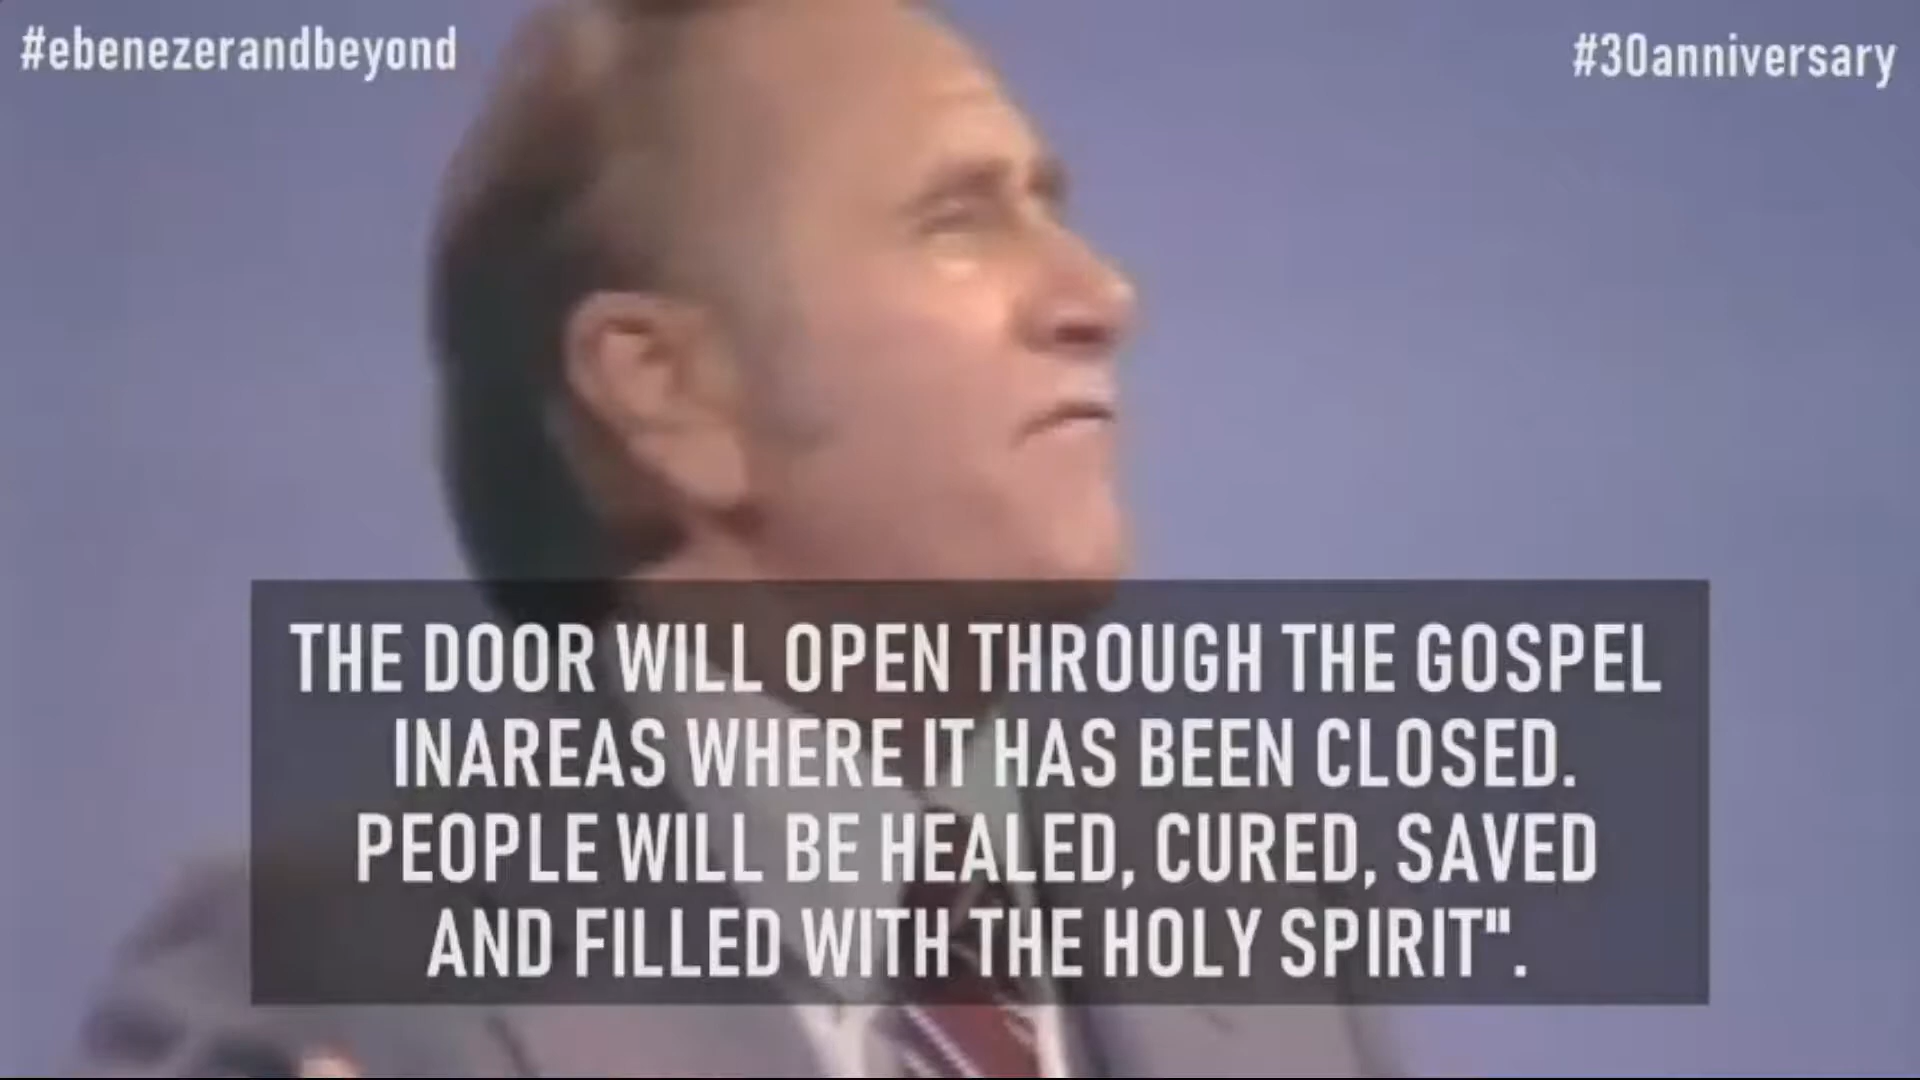 #ebenezerandbeyond
#30anniversary
THE DOOR WILL OPEN THROUGH THE GOSPEL
INAREAS WHERE IT HAS BEEN CLOSED.
PEOPLE WILL BE HEALED, CURED, SAVED
AND FILLED WITH THE HOLY SPIRIT".